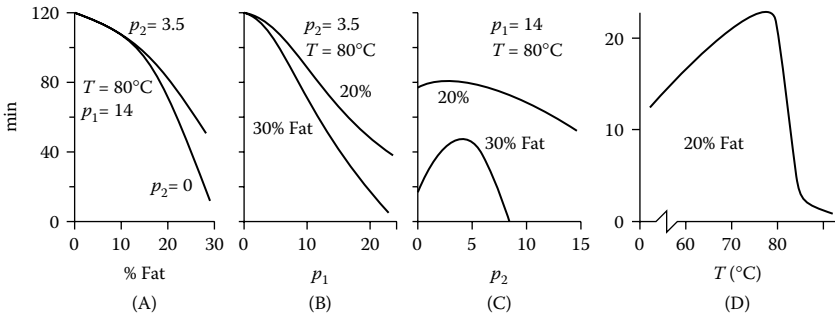 min
120
80
40
0
p₂= 3.5
T = 80°C
p₁= 14
p₂= 0
0 10 20 30
% Fat
(A)
p₂= 3.5
T = 80°C
20%
30% Fat
0 10 20
p₁
(B)
p₁= 14
T = 80°C
20%
30% Fat
0 5 10 15
p₂
(C)
20
10
0
20% Fat
0 60 70 80
T (°C)
(D)